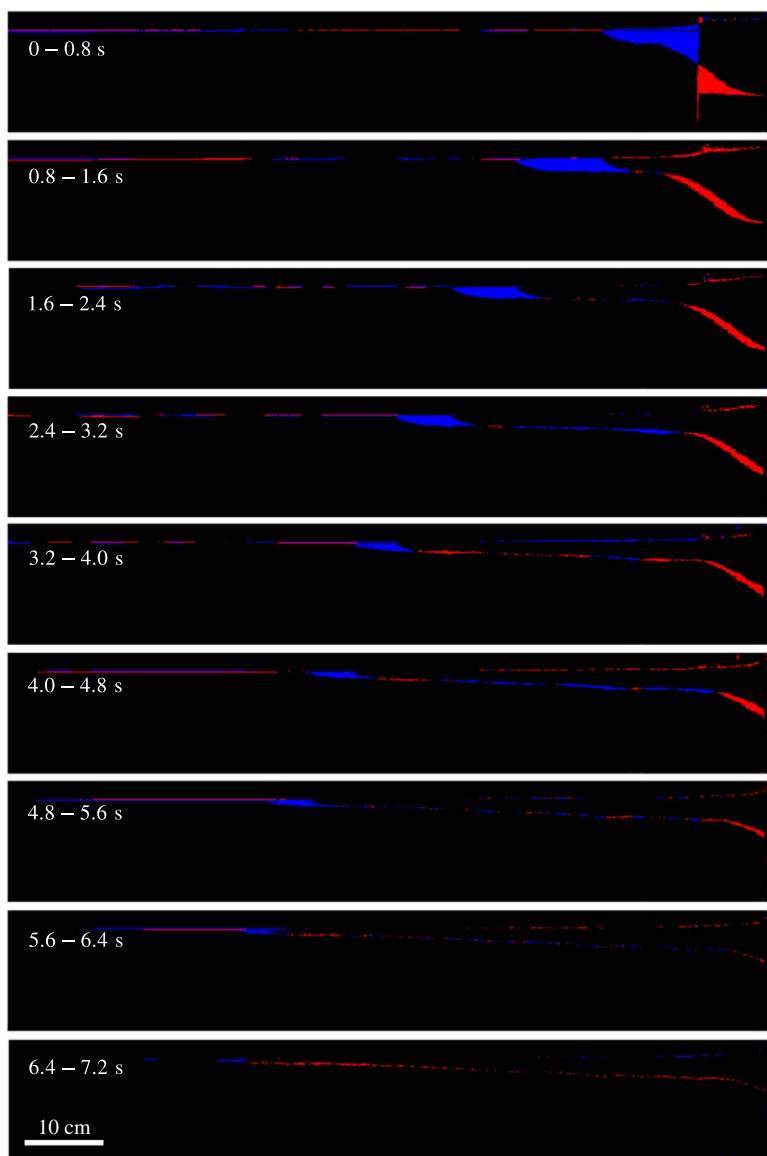 0 – 0.8 s
0.8 – 1.6 s
1.6 – 2.4 s
2.4 – 3.2 s
3.2 – 4.0 s
4.0 – 4.8 s
4.8 – 5.6 s
5.6 – 6.4 s
6.4 – 7.2 s
10 cm